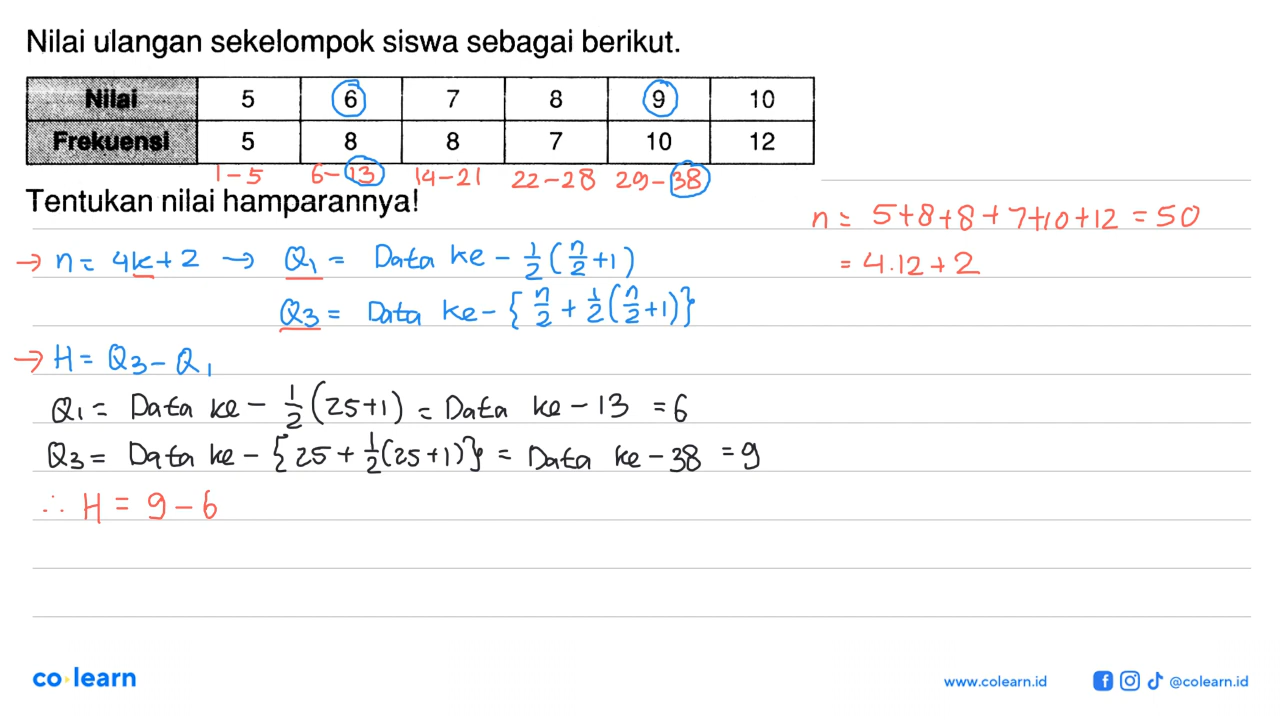 Nilai ulangan sekelompok siswa sebagai berikut.
Nilai 5 6 7 8 9 10
Frekuensi 5 8 8 7 10 12
1-5 6-13 14-21 22-28 29-38
Tentukan nilai hamparannya!
n = 5+8+8+7+10+12 = 50
= 4.12+2
→ n = 4k+2 → Q₁ = Data ke - 1/2 (n/2 + 1)
Q₃ = Data ke - {n/2 + 1/2 (n/2 + 1)}
→ H = Q₃ - Q₁
Q₁ = Data ke - 1/2 (25+1) = Data ke - 13 = 6
Q₃ = Data ke - {25 + 1/2 (25+1)} = Data ke - 38 = 9
∴ H = 9 - 6
co learn
www.colearn.id @colearn.id